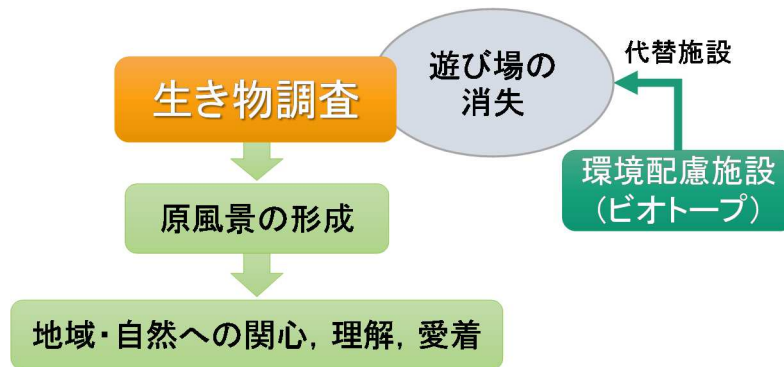 遊び場の
消失
代替施設
生き物調査
環境配慮施設
(ビオトープ)
原風景の形成
地域・自然への関心, 理解, 愛着